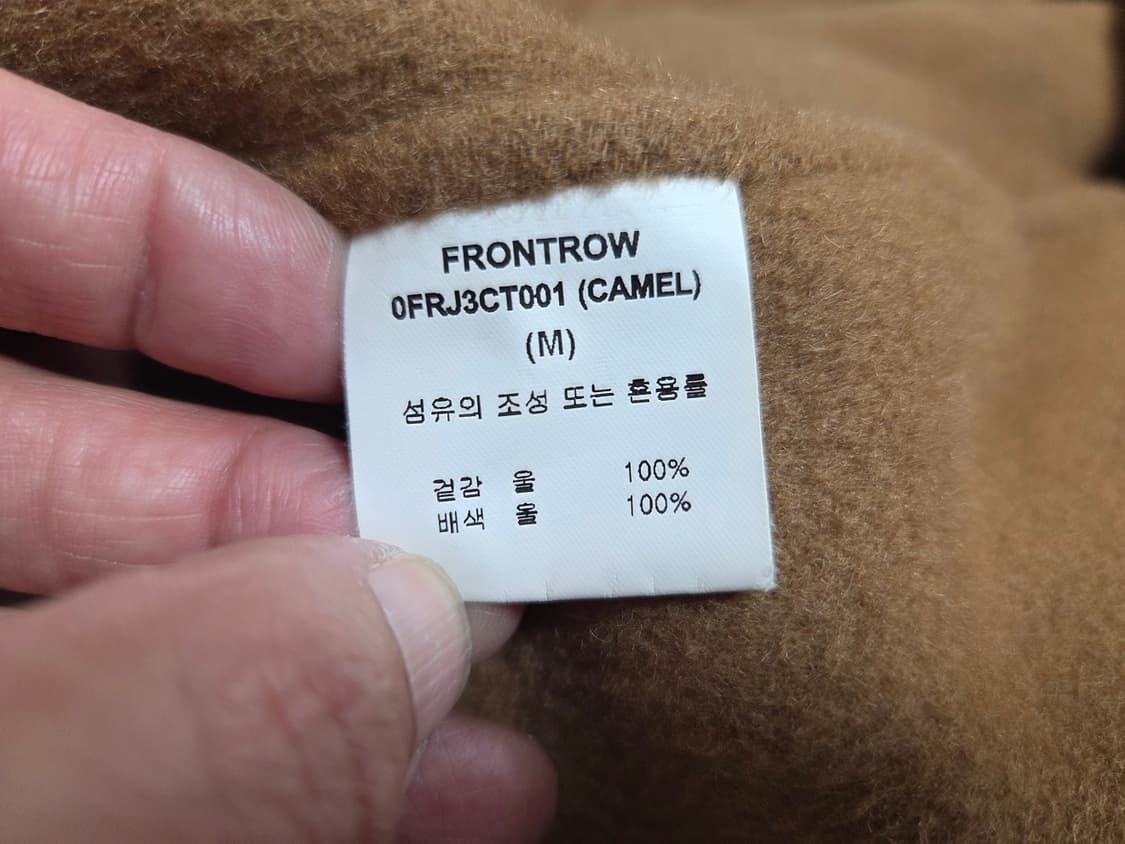 FRONTROW
0FRJ3CT001 (CAMEL)
(M)
섬유의 조성 또는 혼용률
겉감 울 100%
배색 울 100%